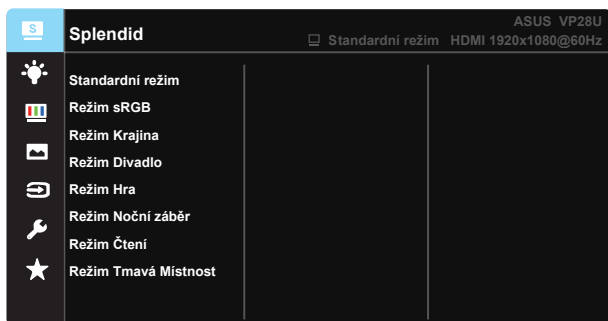 S
Splendid
ASUS VP28U
Standardní režim HDMI 1920x1080@60Hz
Standardní režim
Režim sRGB
Režim Krajina
Režim Divadlo
Režim Hra
Režim Noční záběr
Režim Čtení
Režim Tmavá Místnost